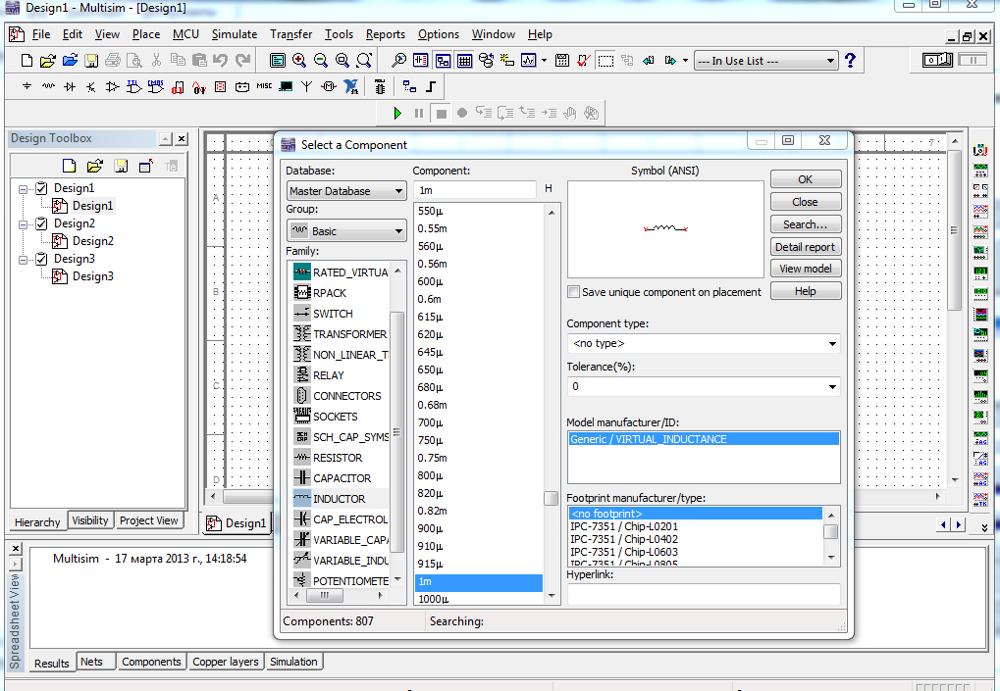 Design1 - Multisim - [Design1]
File Edit View Place MCU Simulate Transfer Tools Reports Options Window Help
--- In Use List ---
MISC
Design Toolbox
Design1
Design1
Design2
Design2
Design3
Design3
Hierarchy Visibility Project View
A
B
C
D
7
Design1
Select a Component
Database:
Master Database
Group:
Basic
Family:
RATED_VIRTUA
RPACK
SWITCH
TRANSFORMER
NON_LINEAR_T
RELAY
CONNECTORS
SOCKETS
SCH_CAP_SYMS
RESISTOR
CAPACITOR
INDUCTOR
CAP_ELECTROL
VARIABLE_CAPA
VARIABLE_INDU
POTENTIOMETE
Component:
1m H
550µ
0.55m
560µ
0.56m
600µ
0.6m
615µ
620µ
645µ
650µ
680µ
0.68m
700µ
750µ
0.75m
800µ
820µ
0.82m
900µ
910µ
915µ
1m
1000µ
Symbol (ANSI)
OK
Close
Search...
Detail report
View model
Help
Save unique component on placement
Component type:
<no type>
Tolerance(%):
0
Model manufacturer/ID:
Generic / VIRTUAL_INDUCTANCE
Footprint manufacturer/type:
<no footprint>
IPC-7351 / Chip-L0201
IPC-7351 / Chip-L0402
IPC-7351 / Chip-L0603
IPC-7351 / Chip-L0805
Hyperlink:
Components: 807 Searching:
Spreadsheet View
Multisim - 17 марта 2013 г., 14:18:54
Results Nets Components Copper layers Simulation